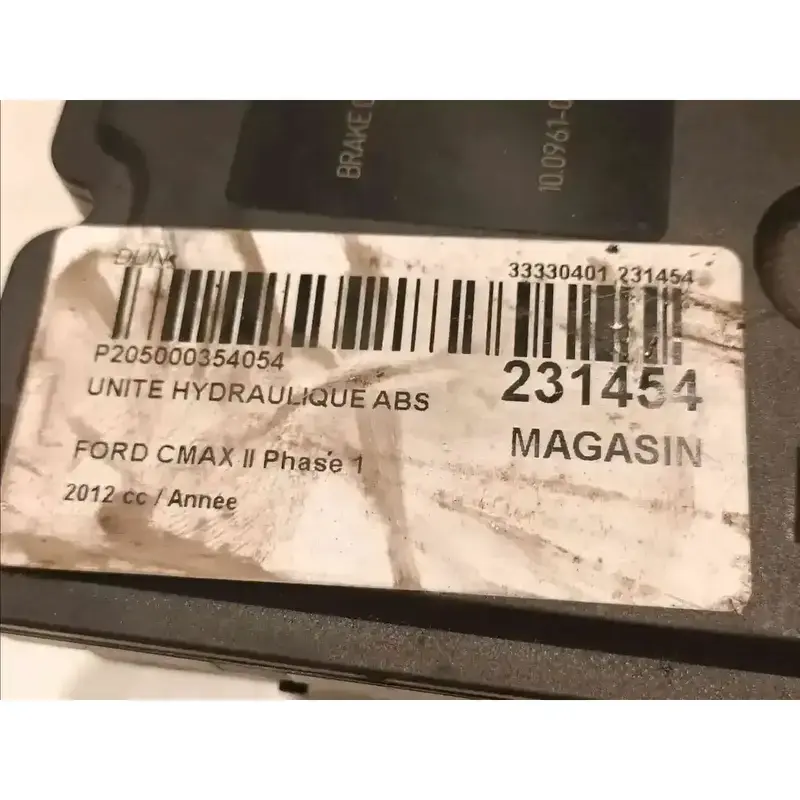 BRAKE
10.0961-0
33330401 231454
P205000354054
231454
UNITE HYDRAULIQUE ABS
MAGASIN
FORD CMAX II Phase 1
2012 cc / Année